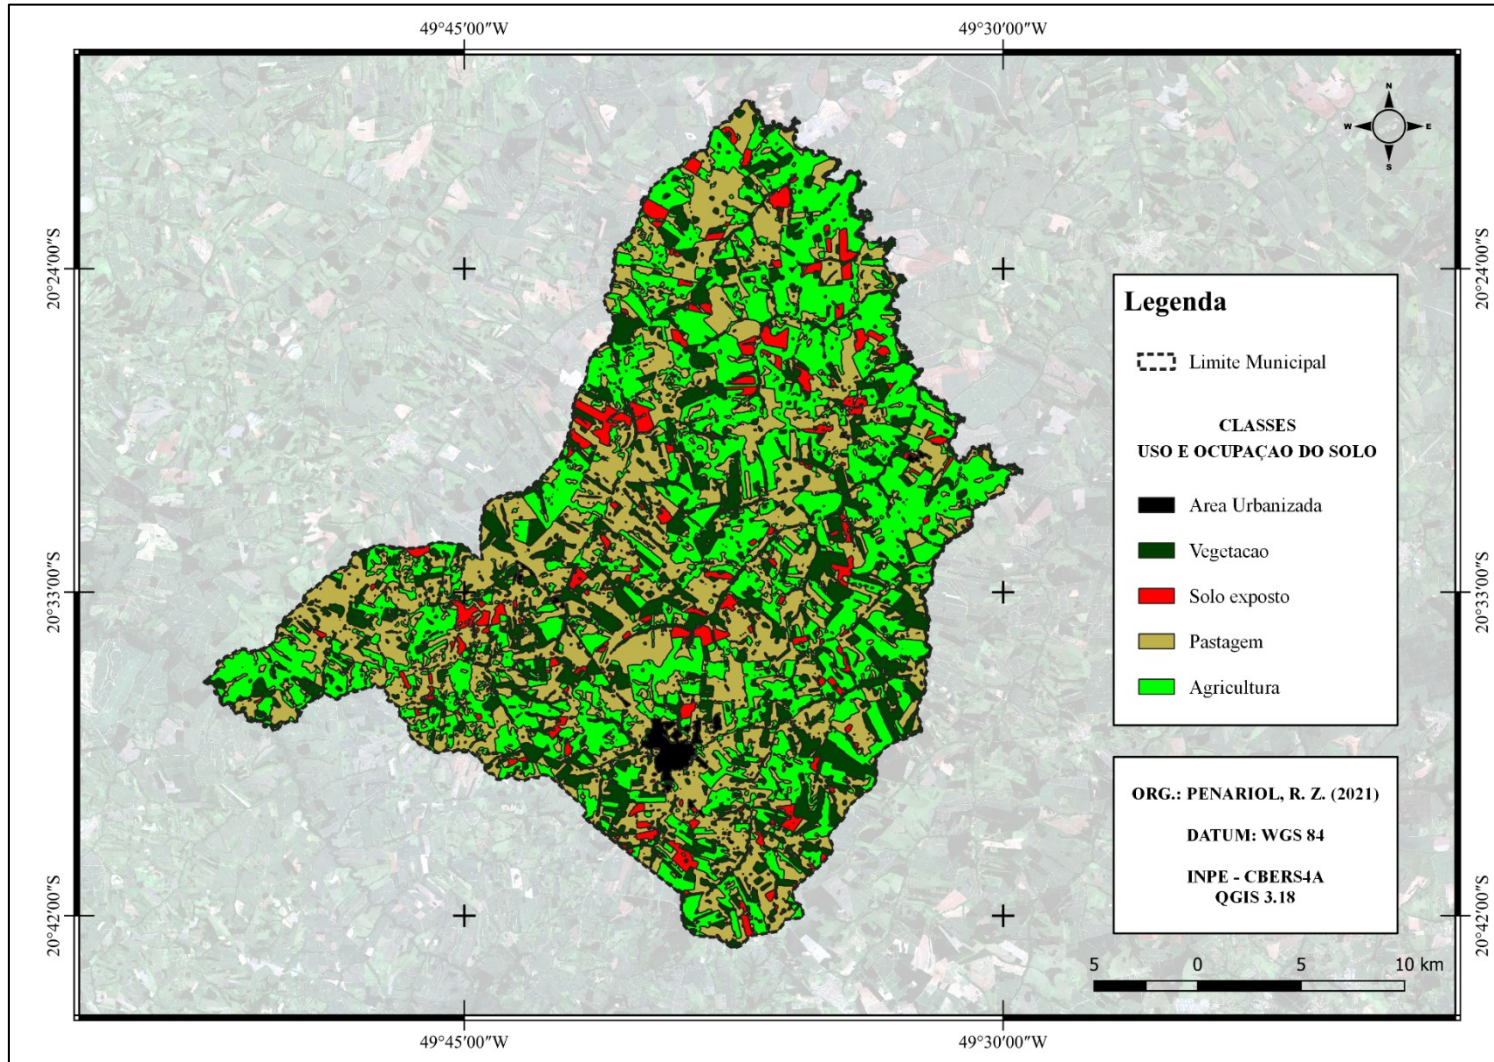 49°45'00"W
49°30'00"W
N
W
E
S
20°24'00"S
20°24'00"S
Legenda
Limite Municipal
CLASSES
USO E OCUPAÇAO DO SOLO
Area Urbanizada
Vegetacao
Solo exposto
Pastagem
Agricultura
20°33'00"S
20°33'00"S
ORG.: PENARIOL, R. Z. (2021)
DATUM: WGS 84
INPE - CBERS4A
QGIS 3.18
20°42'00"S
20°42'00"S
5 0 5 10 km
49°45'00"W
49°30'00"W